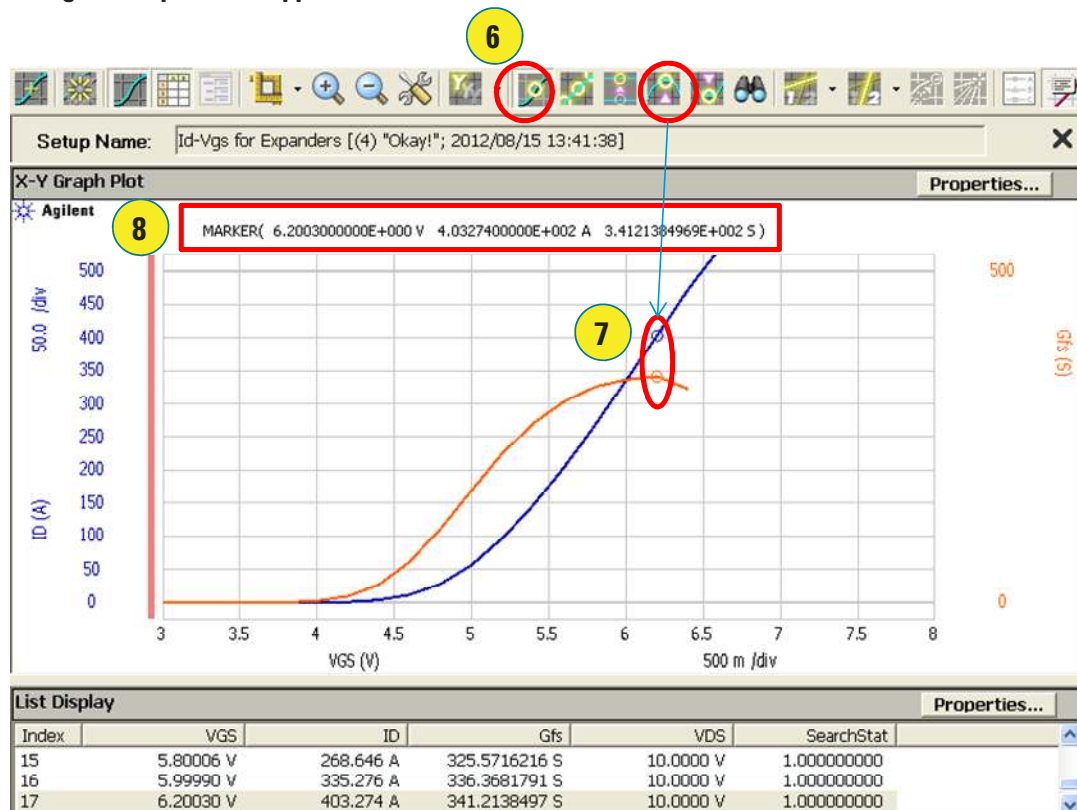 6
Setup Name: Id-Vgs for Expanders [(4) "Okay!"; 2012/08/15 13:41:38]
X-Y Graph Plot Properties...
Agilent
8
MARKER( 6.2003000000E+000 V 4.0327400000E+002 A 3.4121384969E+002 S )
500 500
450
400
350
300
250
200
150
100
50
0 0
50.0 /div
ID (A)
Gfs (S)
7
3 3.5 4 4.5 5 5.5 6 6.5 7 7.5 8
VGS (V) 500 m /div
List Display Properties...
Index VGS ID Gfs VDS SearchStat
15 5.80006 V 268.646 A 325.5716216 S 10.0000 V 1.000000000
16 5.99990 V 335.276 A 336.3681791 S 10.0000 V 1.000000000
17 6.20030 V 403.274 A 341.2138497 S 10.0000 V 1.000000000